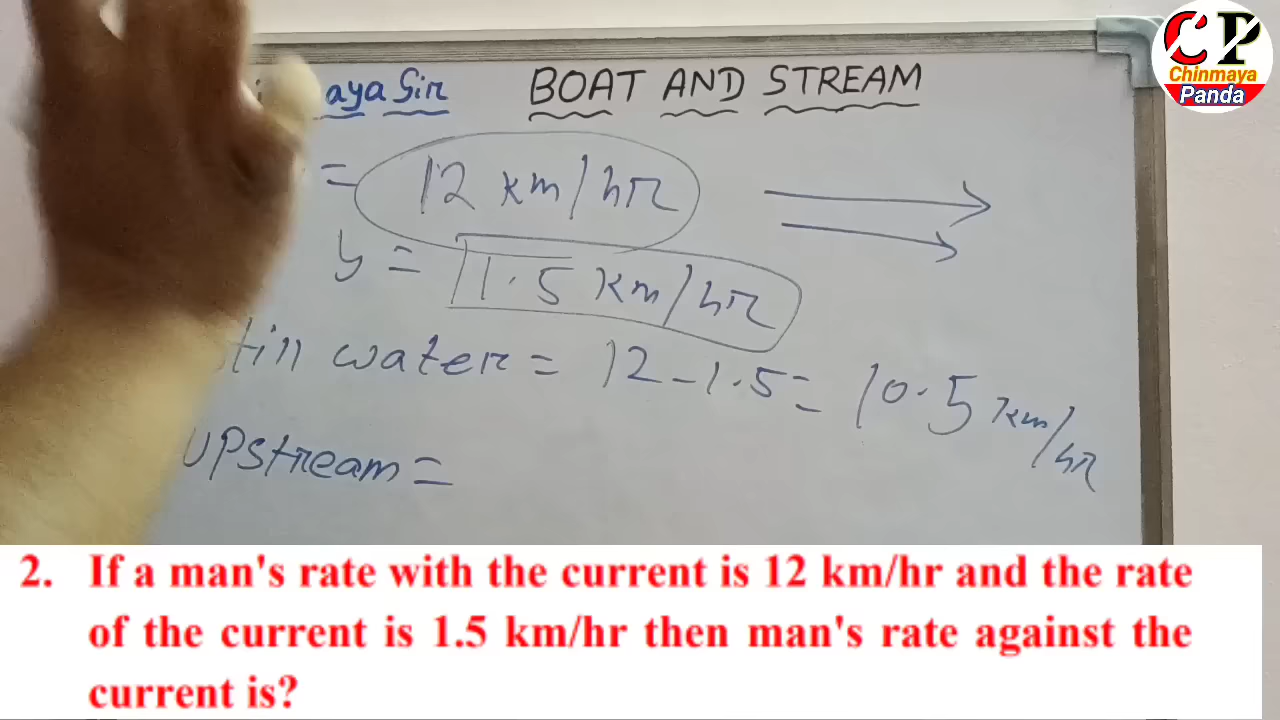 CP
Chinmaya
Panda
aya Sir BOAT AND STREAM
= 12 km/hr
y = 1.5 km/hr
still water = 12 - 1.5 = 10.5 km/hr
UPstream =
2. If a man's rate with the current is 12 km/hr and the rate
of the current is 1.5 km/hr then man's rate against the
current is?